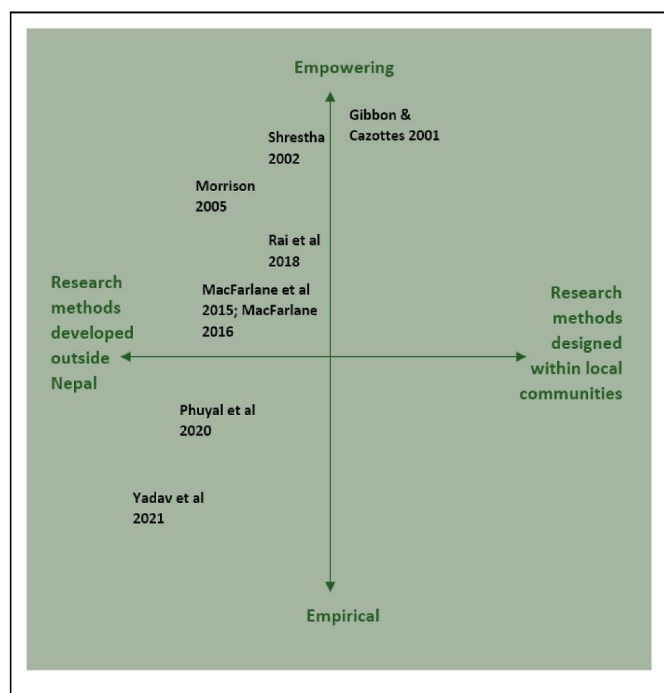 Empowering
Gibbon &
Cazottes 2001
Shrestha
2002
Morrison
2005
Rai et al
2018
MacFarlane et al
2015; MacFarlane
2016
Research
methods
developed
outside
Nepal
Research
methods
designed
within local
communities
Phuyal et al
2020
Yadav et al
2021
Empirical